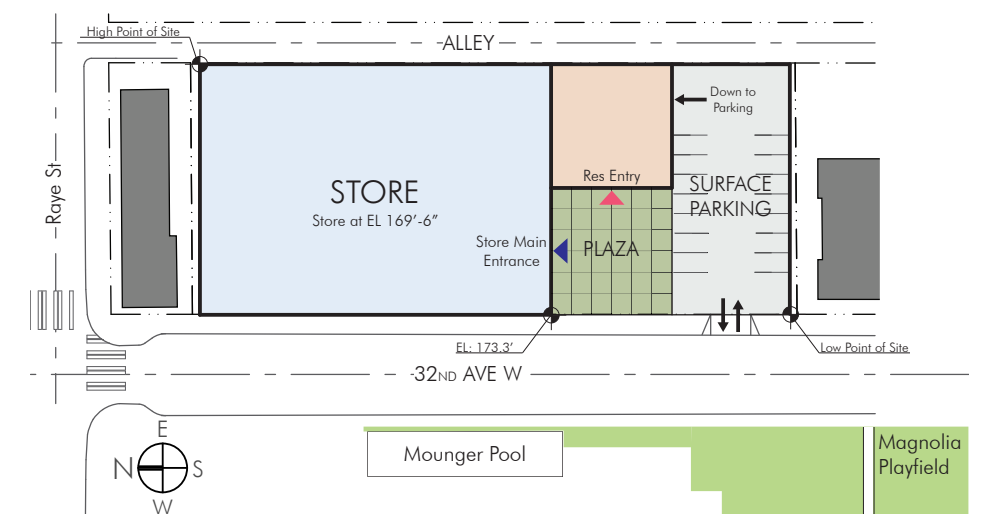 High Point of Site
ALLEY
Down to
Parking
Raye St
STORE
Store at EL 169’-6”
Res Entry
SURFACE
PARKING
Store Main
Entrance
PLAZA
EL: 173.3’
Low Point of Site
32ND AVE W
E
N
S
W
Mounger Pool
Magnolia
Playfield